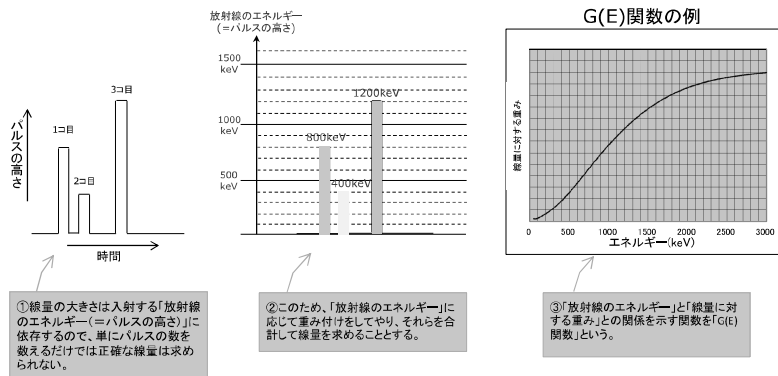 放射線のエネルギー
(=パルスの高さ)
1500
keV
1000
keV
500
keV
800keV
400keV
1200keV
パルスの高さ
1コ目
2コ目
3コ目
時間
G(E)関数の例
線量に対する重み
0 500 1000 1500 2000 2500 3000
エネルギー(keV)
①線量の大きさは入射する「放射線
のエネルギー(=パルスの高さ)」に
依存するので、単にパルスの数を
数えるだけでは正確な線量は求め
られない。
②このため、「放射線のエネルギー」に
応じて重み付けをしてやり、それらを合
計して線量を求めることとする。
③「放射線のエネルギー」と「線量に対
する重み」との関係を示す関数を「G(E)
関数」という。